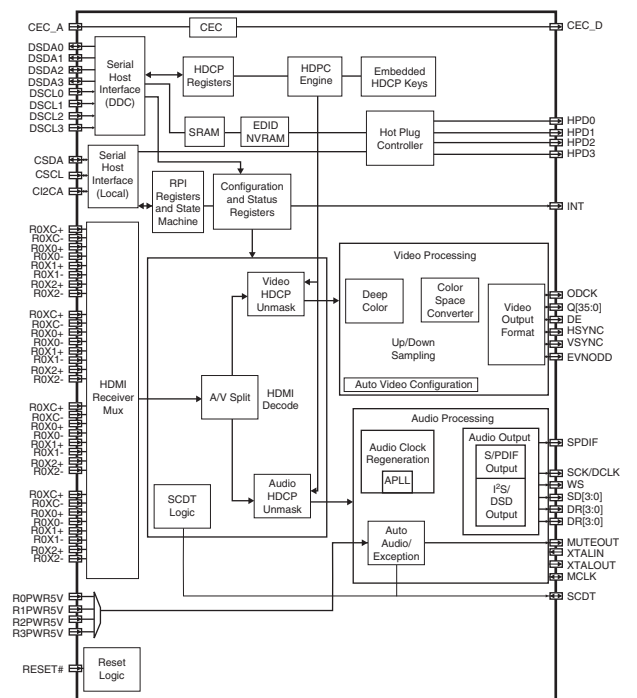 CEC_A
CEC
CEC_D
DSDA0
DSDA1
DSDA2
DSDA3
DSCL0
DSCL1
DSCL2
DSCL3
Serial
Host
Interface
(DDC)
HDCP
Registers
HDPC
Engine
Embedded
HDCP Keys
SRAM
EDID
NVRAM
Hot Plug
Controller
HPD0
HPD1
HPD2
HPD3
CSDA
CSCL
CI2CA
Serial
Host
Interface
(Local)
RPI
Registers
and State
Machine
Configuration
and Status
Registers
INT
R0XC+
R0XC-
R0X0+
R0X0-
R0X1+
R0X1-
R0X2+
R0X2-
R0XC+
R0XC-
R0X0+
R0X0-
R0X1+
R0X1-
R0X2+
R0X2-
R0XC+
R0XC-
R0X0+
R0X0-
R0X1+
R0X1-
R0X2+
R0X2-
R0XC+
R0XC-
R0X0+
R0X0-
R0X1+
R0X1-
R0X2+
R0X2-
HDMI
Receiver
Mux
Video
HDCP
Unmask
A/V Split
HDMI
Decode
SCDT
Logic
Audio
HDCP
Unmask
Video Processing
Deep
Color
Color
Space
Converter
Up/Down
Sampling
Video
Output
Format
Auto Video Configuration
ODCK
Q[35:0]
DE
HSYNC
VSYNC
EVNODD
Audio Processing
Audio Clock
Regeneration
APLL
Audio Output
S/PDIF
Output
I²S/
DSD
Output
Auto
Audio/
Exception
SPDIF
SCK/DCLK
WS
SD[3:0]
DR[3:0]
DR[3:0]
MUTEOUT
XTALIN
XTALOUT
MCLK
SCDT
R0PWR5V
R1PWR5V
R2PWR5V
R3PWR5V
RESET#
Reset
Logic